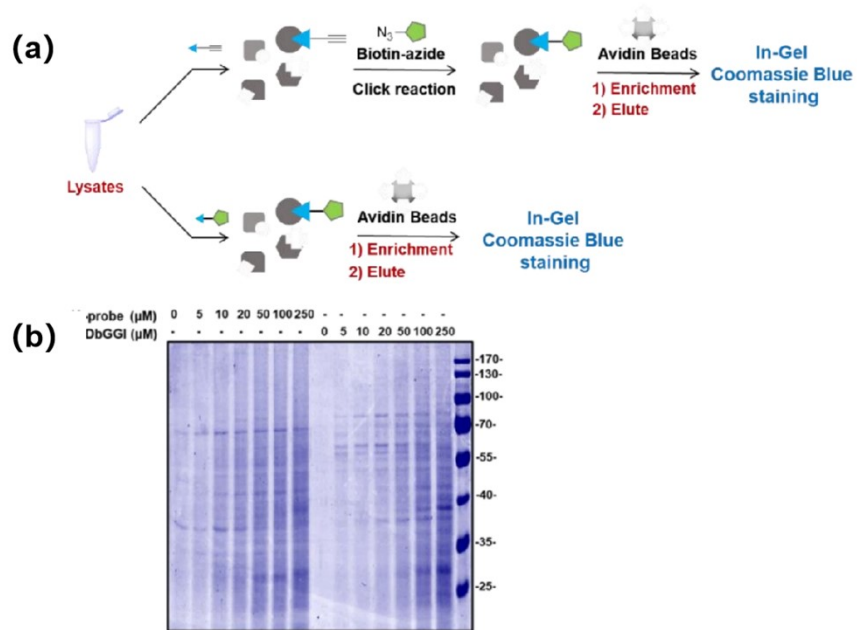 (a)
N₃
Biotin-azide
Click reaction
Avidin Beads
1) Enrichment
2) Elute
In-Gel
Coomassie Blue
staining
Lysates
Avidin Beads
1) Enrichment
2) Elute
In-Gel
Coomassie Blue
staining
(b)
-probe (μM) 0 5 10 20 50 100 250 - - - - - - -
DbGGI (μM) - - - - - - - 0 5 10 20 50 100 250
-170-
-130-
-100-
-70-
-55-
-40-
-35-
-25-